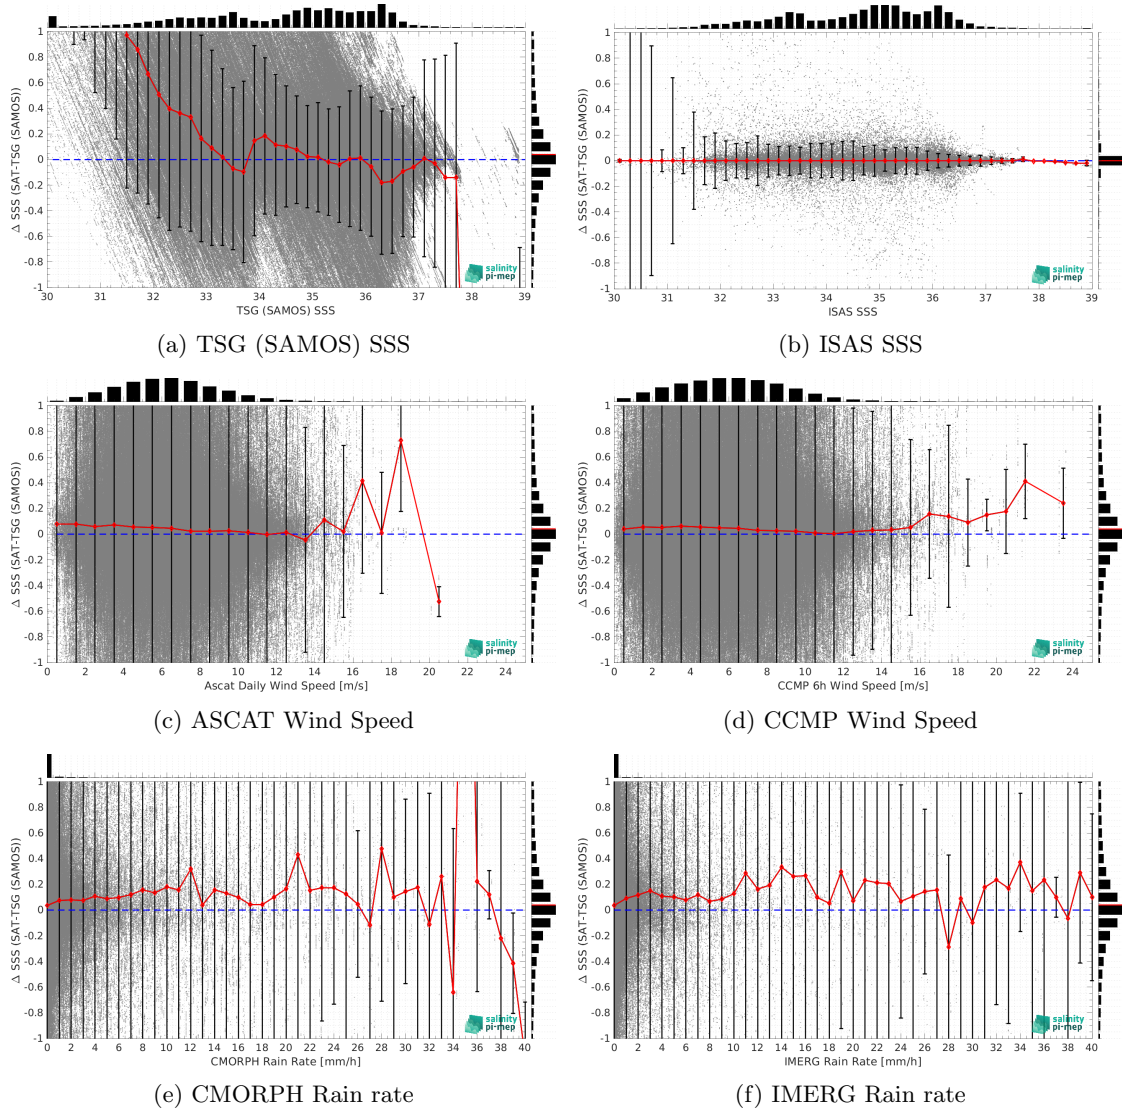 1
0.8
0.6
0.4
0.2
0
-0.2
-0.4
-0.6
-0.8
-1
Δ SSS (SAT-TSG (SAMOS))
30 31 32 33 34 35 36 37 38 39
TSG (SAMOS) SSS
salinity
pi-mep
(a) TSG (SAMOS) SSS
1
0.8
0.6
0.4
0.2
0
-0.2
-0.4
-0.6
-0.8
-1
Δ SSS (SAT-TSG (SAMOS))
30 31 32 33 34 35 36 37 38 39
ISAS SSS
salinity
pi-mep
(b) ISAS SSS
1
0.8
0.6
0.4
0.2
0
-0.2
-0.4
-0.6
-0.8
-1
Δ SSS (SAT-TSG (SAMOS))
0 2 4 6 8 10 12 14 16 18 20 22 24
Ascat Daily Wind Speed [m/s]
salinity
pi-mep
(c) ASCAT Wind Speed
1
0.8
0.6
0.4
0.2
0
-0.2
-0.4
-0.6
-0.8
-1
Δ SSS (SAT-TSG (SAMOS))
0 2 4 6 8 10 12 14 16 18 20 22 24
CCMP 6h Wind Speed [m/s]
salinity
pi-mep
(d) CCMP Wind Speed
1
0.8
0.6
0.4
0.2
0
-0.2
-0.4
-0.6
-0.8
-1
Δ SSS (SAT-TSG (SAMOS))
0 2 4 6 8 10 12 14 16 18 20 22 24 26 28 30 32 34 36 38 40
CMORPH Rain Rate [mm/h]
salinity
pi-mep
(e) CMORPH Rain rate
1
0.8
0.6
0.4
0.2
0
-0.2
-0.4
-0.6
-0.8
-1
Δ SSS (SAT-TSG (SAMOS))
0 2 4 6 8 10 12 14 16 18 20 22 24 26 28 30 32 34 36 38 40
IMERG Rain Rate [mm/h]
salinity
pi-mep
(f) IMERG Rain rate